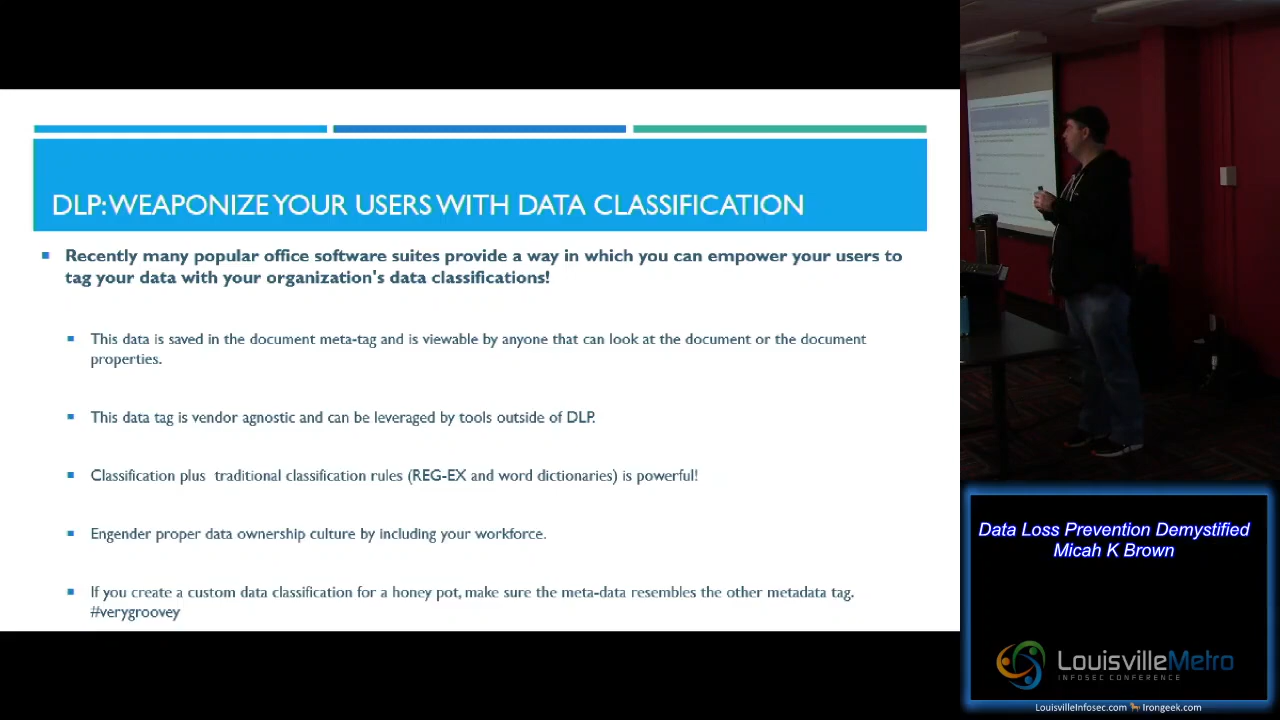 DLP: WEAPONIZE YOUR USERS WITH DATA CLASSIFICATION
Recently many popular office software suites provide a way in which you can empower your users to
tag your data with your organization's data classifications!
This data is saved in the document meta-tag and is viewable by anyone that can look at the document or the document
properties.
This data tag is vendor agnostic and can be leveraged by tools outside of DLP.
Classification plus  traditional classification rules (REG-EX and word dictionaries) is powerful!
Engender proper data ownership culture by including your workforce.
If you create a custom data classification for a honey pot, make sure the meta-data resembles the other metadata tag.
#verygroovey
Data Loss Prevention Demystified
Micah K Brown
LouisvilleMetro
INFOSEC CONFERENCE
LouisvilleInfosec.com Irongeek.com